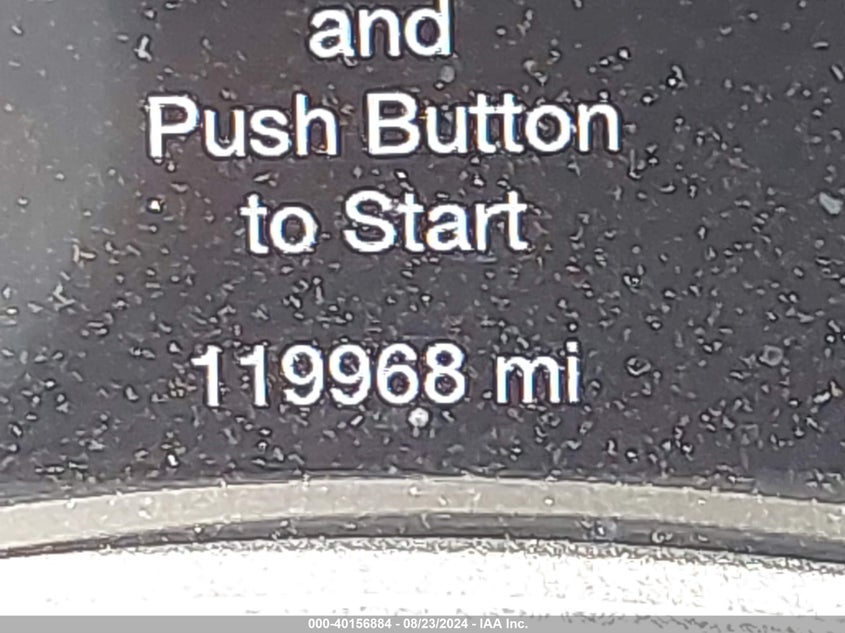 and
Push Button
to Start
119968 mi
000-40156884 - 08/23/2024 - IAA Inc.